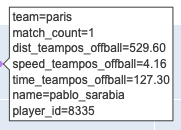 team=paris
match_count=1
dist_teampos_offball=529.60
speed_teampos_offball=4.16
time_teampos_offball=127.30
name=pablo_sarabia
player_id=8335